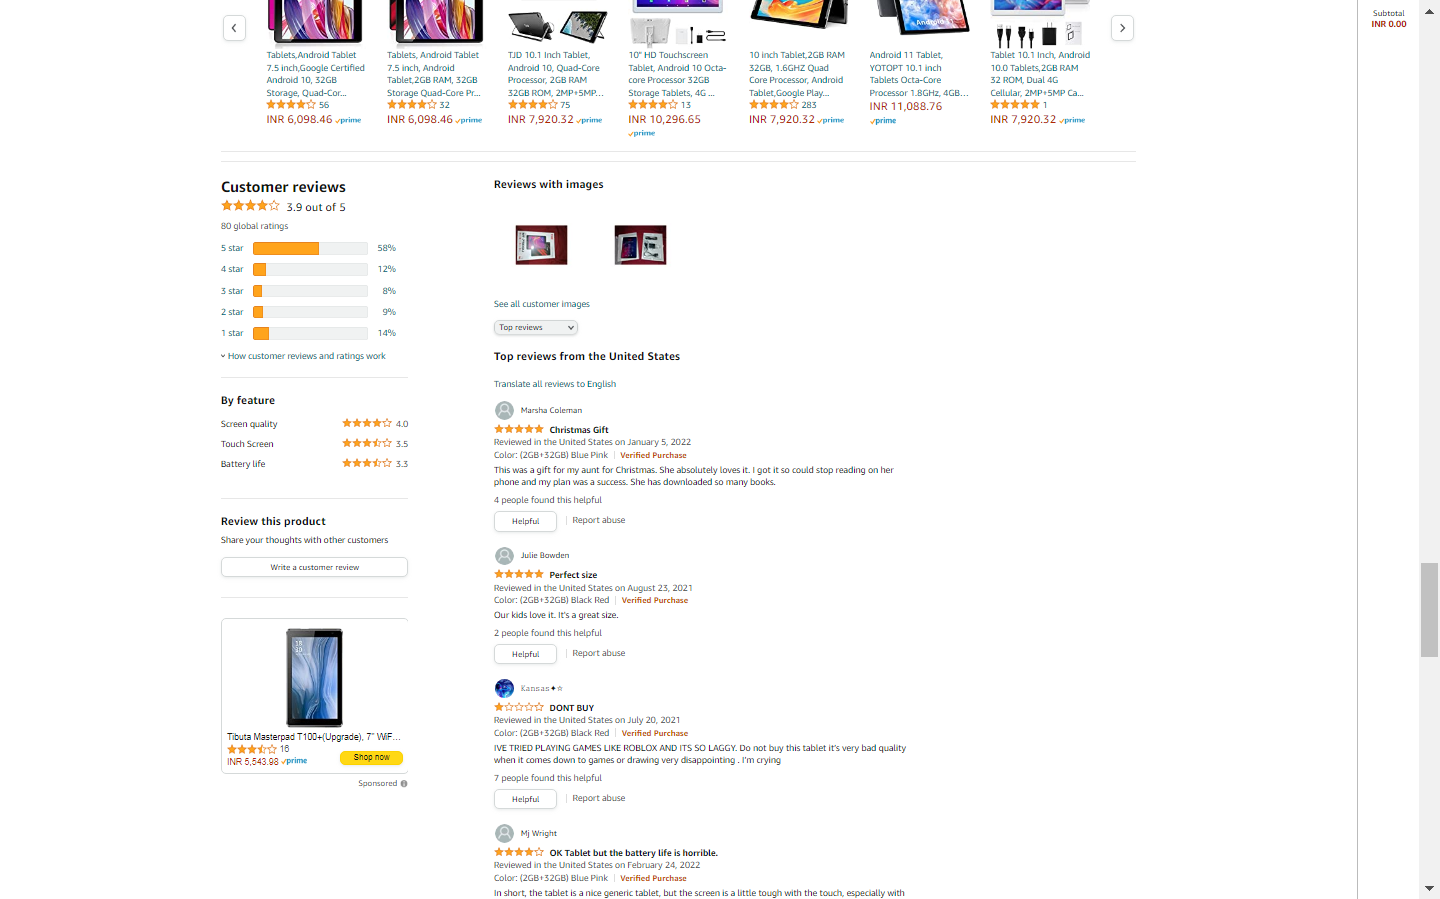 Subtotal
INR 0.00
Tablets,Android Tablet
7.5 inch,Google Certified
Android 10, 32GB
Storage, Quad-Cor...
56
INR 6,098.46 prime
Tablets, Android Tablet
7.5 inch, Android
Tablet,2GB RAM, 32GB
Storage Quad-Core Pr...
32
INR 6,098.46 prime
TJD 10.1 Inch Tablet,
Android 10, Quad-Core
Processor, 2GB RAM
32GB ROM, 2MP+5MP...
75
INR 7,920.32 prime
10" HD Touchscreen
Tablet, Android 10 Octa-
core Processor 32GB
Storage Tablets, 4G ...
13
INR 10,296.65
prime
10 inch Tablet,2GB RAM
32GB, 1.6GHZ Quad
Core Processor, Android
Tablet,Google Play...
283
INR 7,920.32 prime
Android 11 Tablet,
YOTOPT 10.1 inch
Tablets Octa-Core
Processor 1.8GHz, 4GB...
INR 11,088.76
prime
Tablet 10.1 Inch, Android
10.0 Tablets,2GB RAM
32 ROM, Dual 4G
Cellular, 2MP+5MP Ca...
1
INR 7,920.32 prime
Customer reviews
3.9 out of 5
80 global ratings
5 star 58%
4 star 12%
3 star 8%
2 star 9%
1 star 14%
How customer reviews and ratings work
By feature
Screen quality 4.0
Touch Screen 3.5
Battery life 3.3
Review this product
Share your thoughts with other customers
Write a customer review
18
30
Tibuta Masterpad T100+(Upgrade), 7" WiF...
16
INR 5,543.98 prime
Shop now
Sponsored
Reviews with images
See all customer images
Top reviews
Top reviews from the United States
Translate all reviews to English
Marsha Coleman
Christmas Gift
Reviewed in the United States on January 5, 2022
Color: (2GB+32GB) Blue Pink | Verified Purchase
This was a gift for my aunt for Christmas. She absolutely loves it. I got it so could stop reading on her
phone and my plan was a success. She has downloaded so many books.
4 people found this helpful
Helpful | Report abuse
Julie Bowden
Perfect size
Reviewed in the United States on August 23, 2021
Color: (2GB+32GB) Black Red | Verified Purchase
Our kids love it. It's a great size.
2 people found this helpful
Helpful | Report abuse
Kansas✦☆
DONT BUY
Reviewed in the United States on July 20, 2021
Color: (2GB+32GB) Black Red | Verified Purchase
IVE TRIED PLAYING GAMES LIKE ROBLOX AND ITS SO LAGGY. Do not buy this tablet it's very bad quality
when it comes down to games or drawing very disappointing . I'm crying
7 people found this helpful
Helpful | Report abuse
Mj Wright
OK Tablet but the battery life is horrible.
Reviewed in the United States on February 24, 2022
Color: (2GB+32GB) Blue Pink | Verified Purchase
In short, the tablet is a nice generic tablet, but the screen is a little tough with the touch, especially with